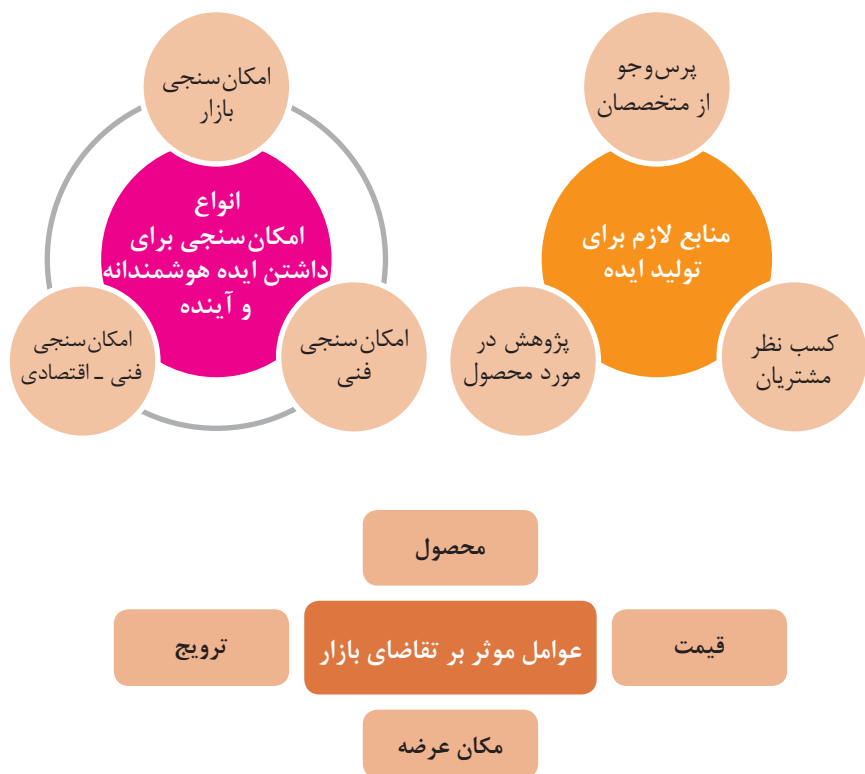 پرس‌وجو
از متخصصان
منابع لازم برای
تولید ایده
کسب نظر
مشتریان
پژوهش در
مورد محصول
امکان‌سنجی
بازار
انواع
امکان‌سنجی برای
داشتن ایده هوشمندانه
و آینده
امکان‌سنجی
فنی
امکان‌سنجی
فنی ـ اقتصادی
محصول
قیمت
عوامل موثر بر تقاضای بازار
ترویج
مکان عرضه